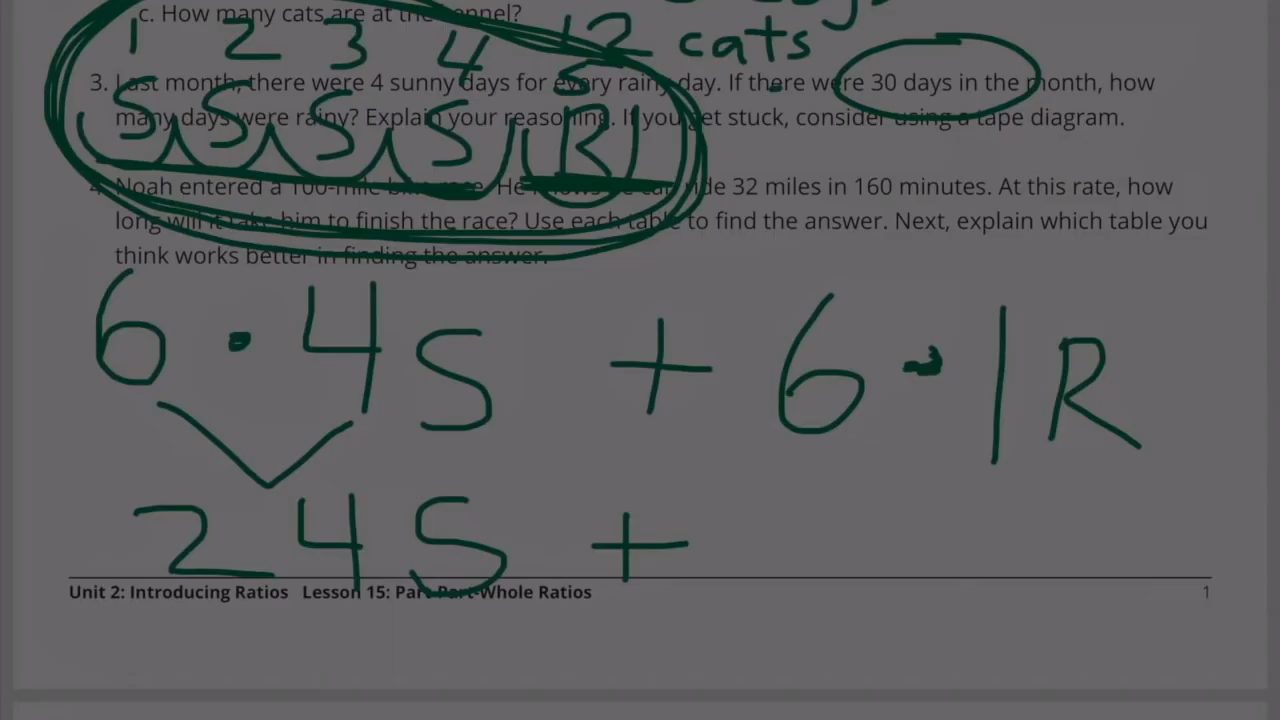 c. How many cats are at the kennel?
1 2 3 4 12 cats
3. Last month, there were 4 sunny days for every rainy day. If there were 30 days in the month, how
5
many days were rainy? Explain your reasoning. If you get stuck, consider using a tape diagram.
S S S S R
4. Noah entered a 100-mile bike race. He knows he can ride 32 miles in 160 minutes. At this rate, how
long will it take him to finish the race? Use each table to find the answer. Next, explain which table you
think works better in finding the answer.
6 · 4S + 6 · 1R
24S +
Unit 2: Introducing Ratios Lesson 15: Part-Part-Whole Ratios 1